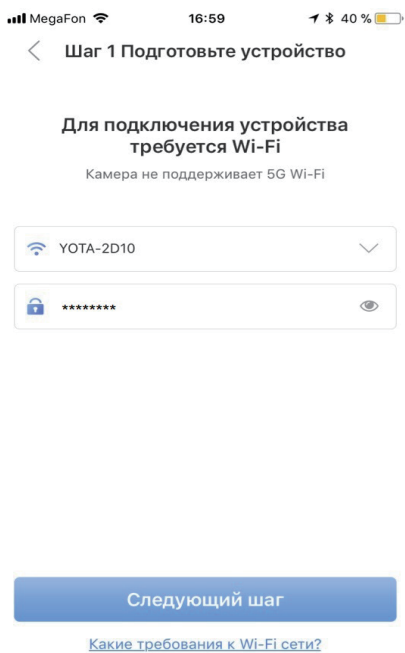 MegaFon 16:59 40 %
Шаг 1 Подготовьте устройство
Для подключения устройства
требуется Wi-Fi
Камера не поддерживает 5G Wi-Fi
YOTA-2D10
********
Следующий шаг
Какие требования к Wi-Fi сети?